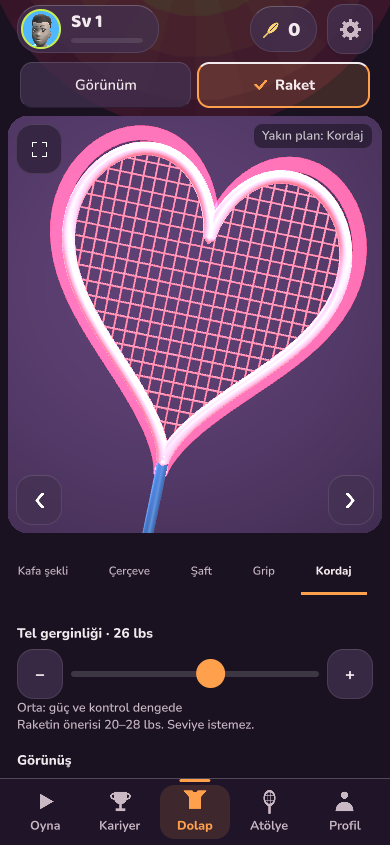 Sv 1
0
Görünüm
Raket
Yakın plan: Kordaj
Kafa şekli
Çerçeve
Şaft
Grip
Kordaj
Tel gerginliği · 26 lbs
Orta: güç ve kontrol dengede
Raketin önerisi 20–28 lbs. Seviye istemez.
Görünüş
Oyna
Kariyer
Dolap
Atölye
Profil